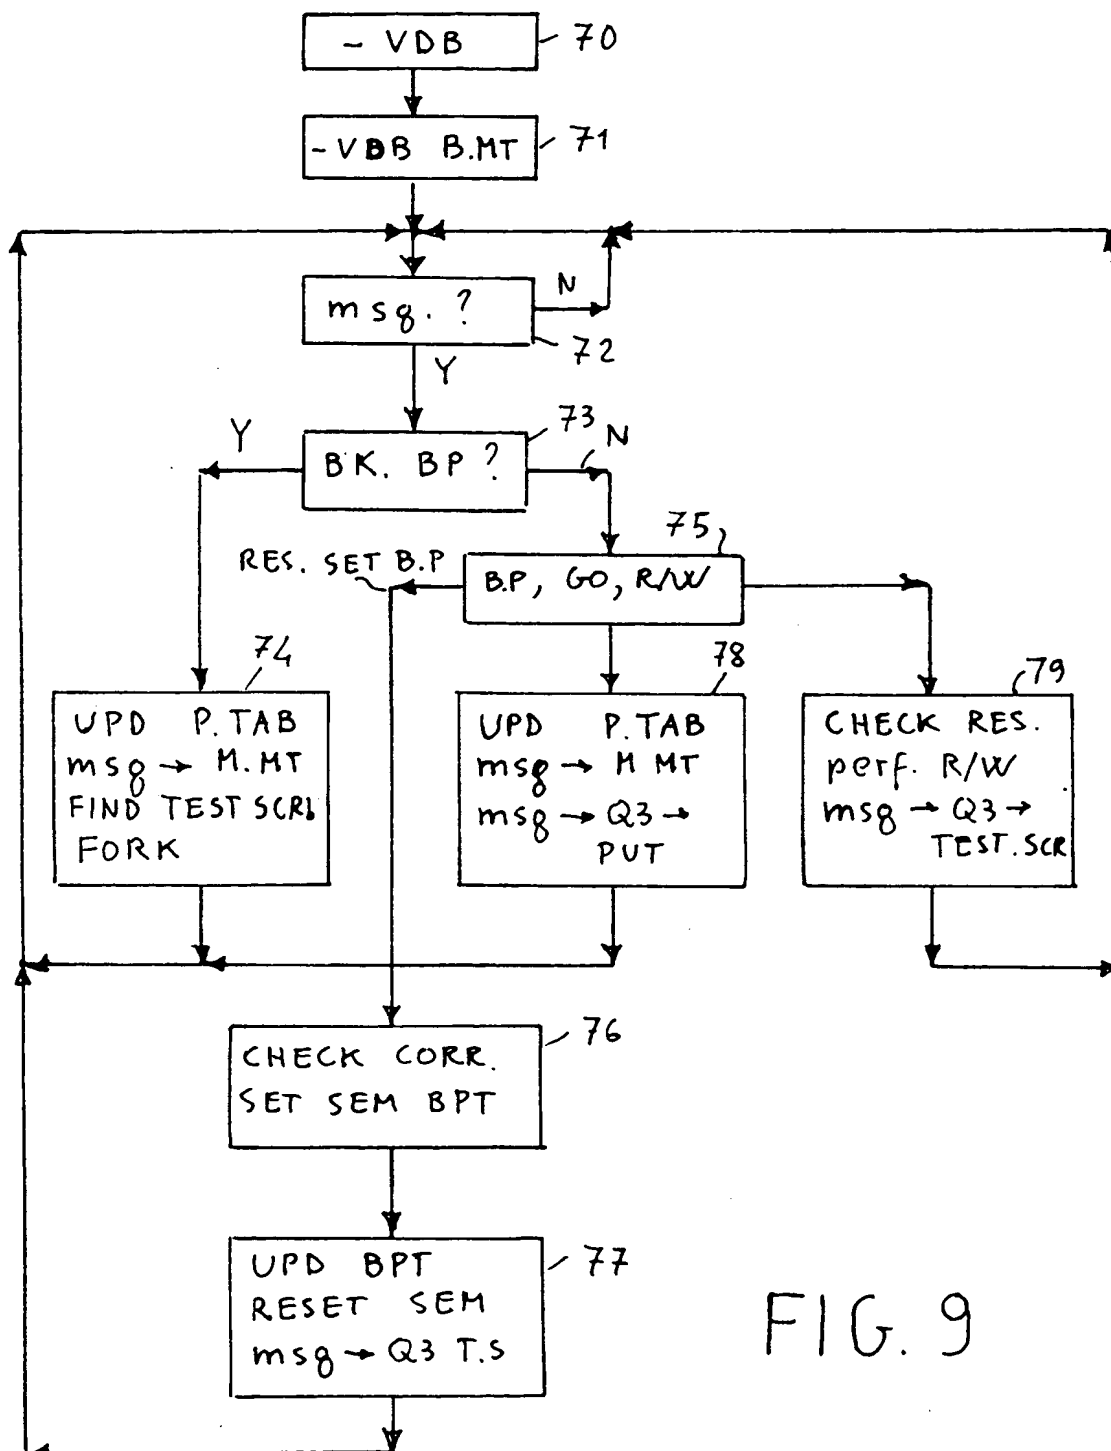 - VDB
70
-VDB B.MT
71
msg. ?
N
72
Y
73
Y
BK. BP ?
N
75
RES. SET B.P
B.P, GO, R/W
74
78
79
UPD P.TAB
msg → M.MT
FIND TEST SCRI
FORK
UPD P.TAB
msg → M MT
msg → Q3 →
PUT
CHECK RES.
perf. R/W
msg → Q3 →
TEST.SCR
76
CHECK CORR.
SET SEM BPT
77
UPD BPT
RESET SEM
msg → Q3 T.S
FIG. 9